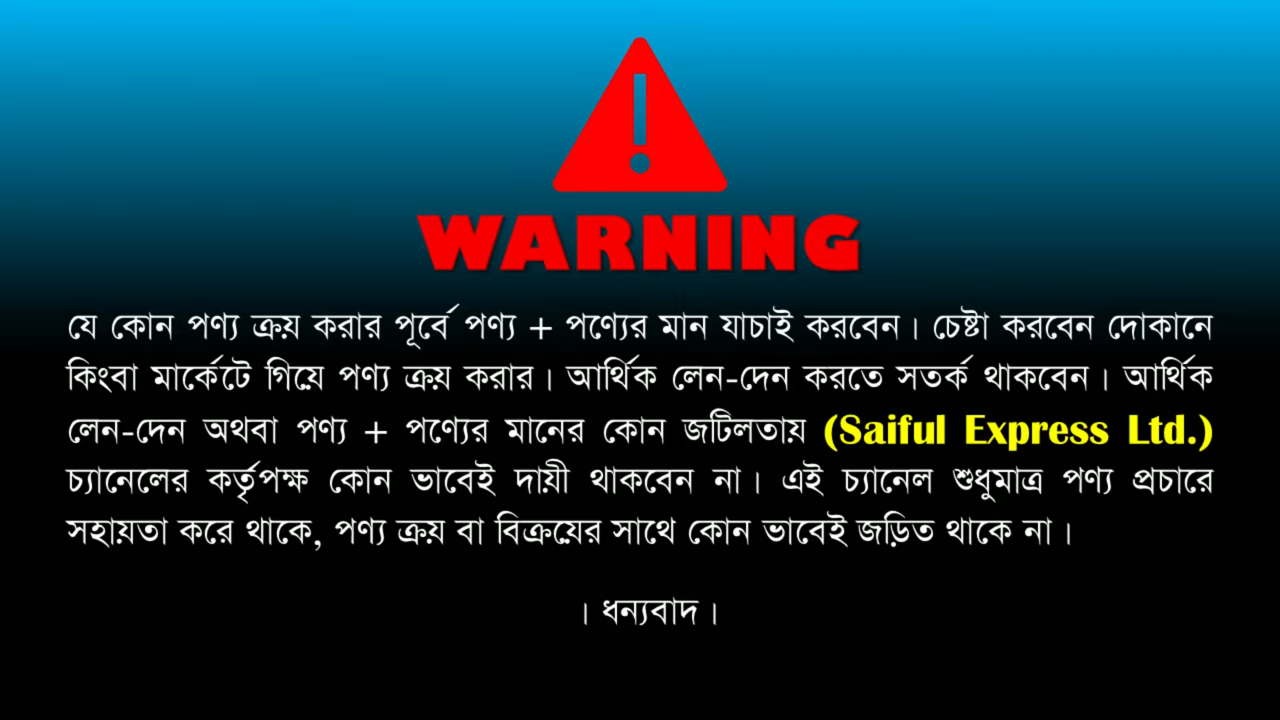 WARNING
যে কোন পণ্য ক্রয় করার পূর্বে পণ্য + পণ্যের মান যাচাই করবেন। চেষ্টা করবেন দোকানে
কিংবা মার্কেটে গিয়ে পণ্য ক্রয় করার। আর্থিক লেন-দেন করতে সতর্ক থাকবেন। আর্থিক
লেন-দেন অথবা পণ্য + পণ্যের মানের কোন জটিলতায় (Saiful Express Ltd.)
চ্যানেলের কর্তৃপক্ষ কোন ভাবেই দায়ী থাকবেন না। এই চ্যানেল শুধুমাত্র পণ্য প্রচারে
সহায়তা করে থাকে, পণ্য ক্রয় বা বিক্রয়ের সাথে কোন ভাবেই জড়িত থাকে না।
। ধন্যবাদ।